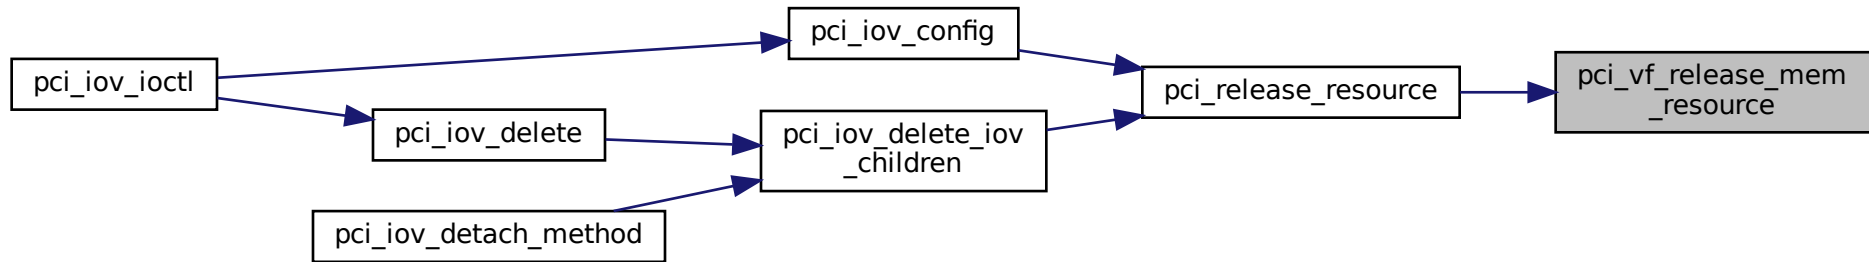 pci_iov_ioctl
pci_iov_config
pci_iov_delete
pci_iov_detach_method
pci_iov_delete_iov
_children
pci_release_resource
pci_vf_release_mem
_resource